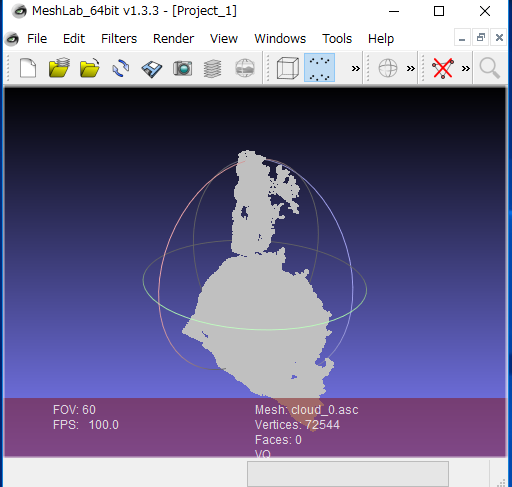 MeshLab_64bit v1.3.3 - [Project_1]
File Edit Filters Render View Windows Tools Help
» » »
FOV: 60
FPS: 100.0
Mesh: cloud_0.asc
Vertices: 72544
Faces: 0
VQ